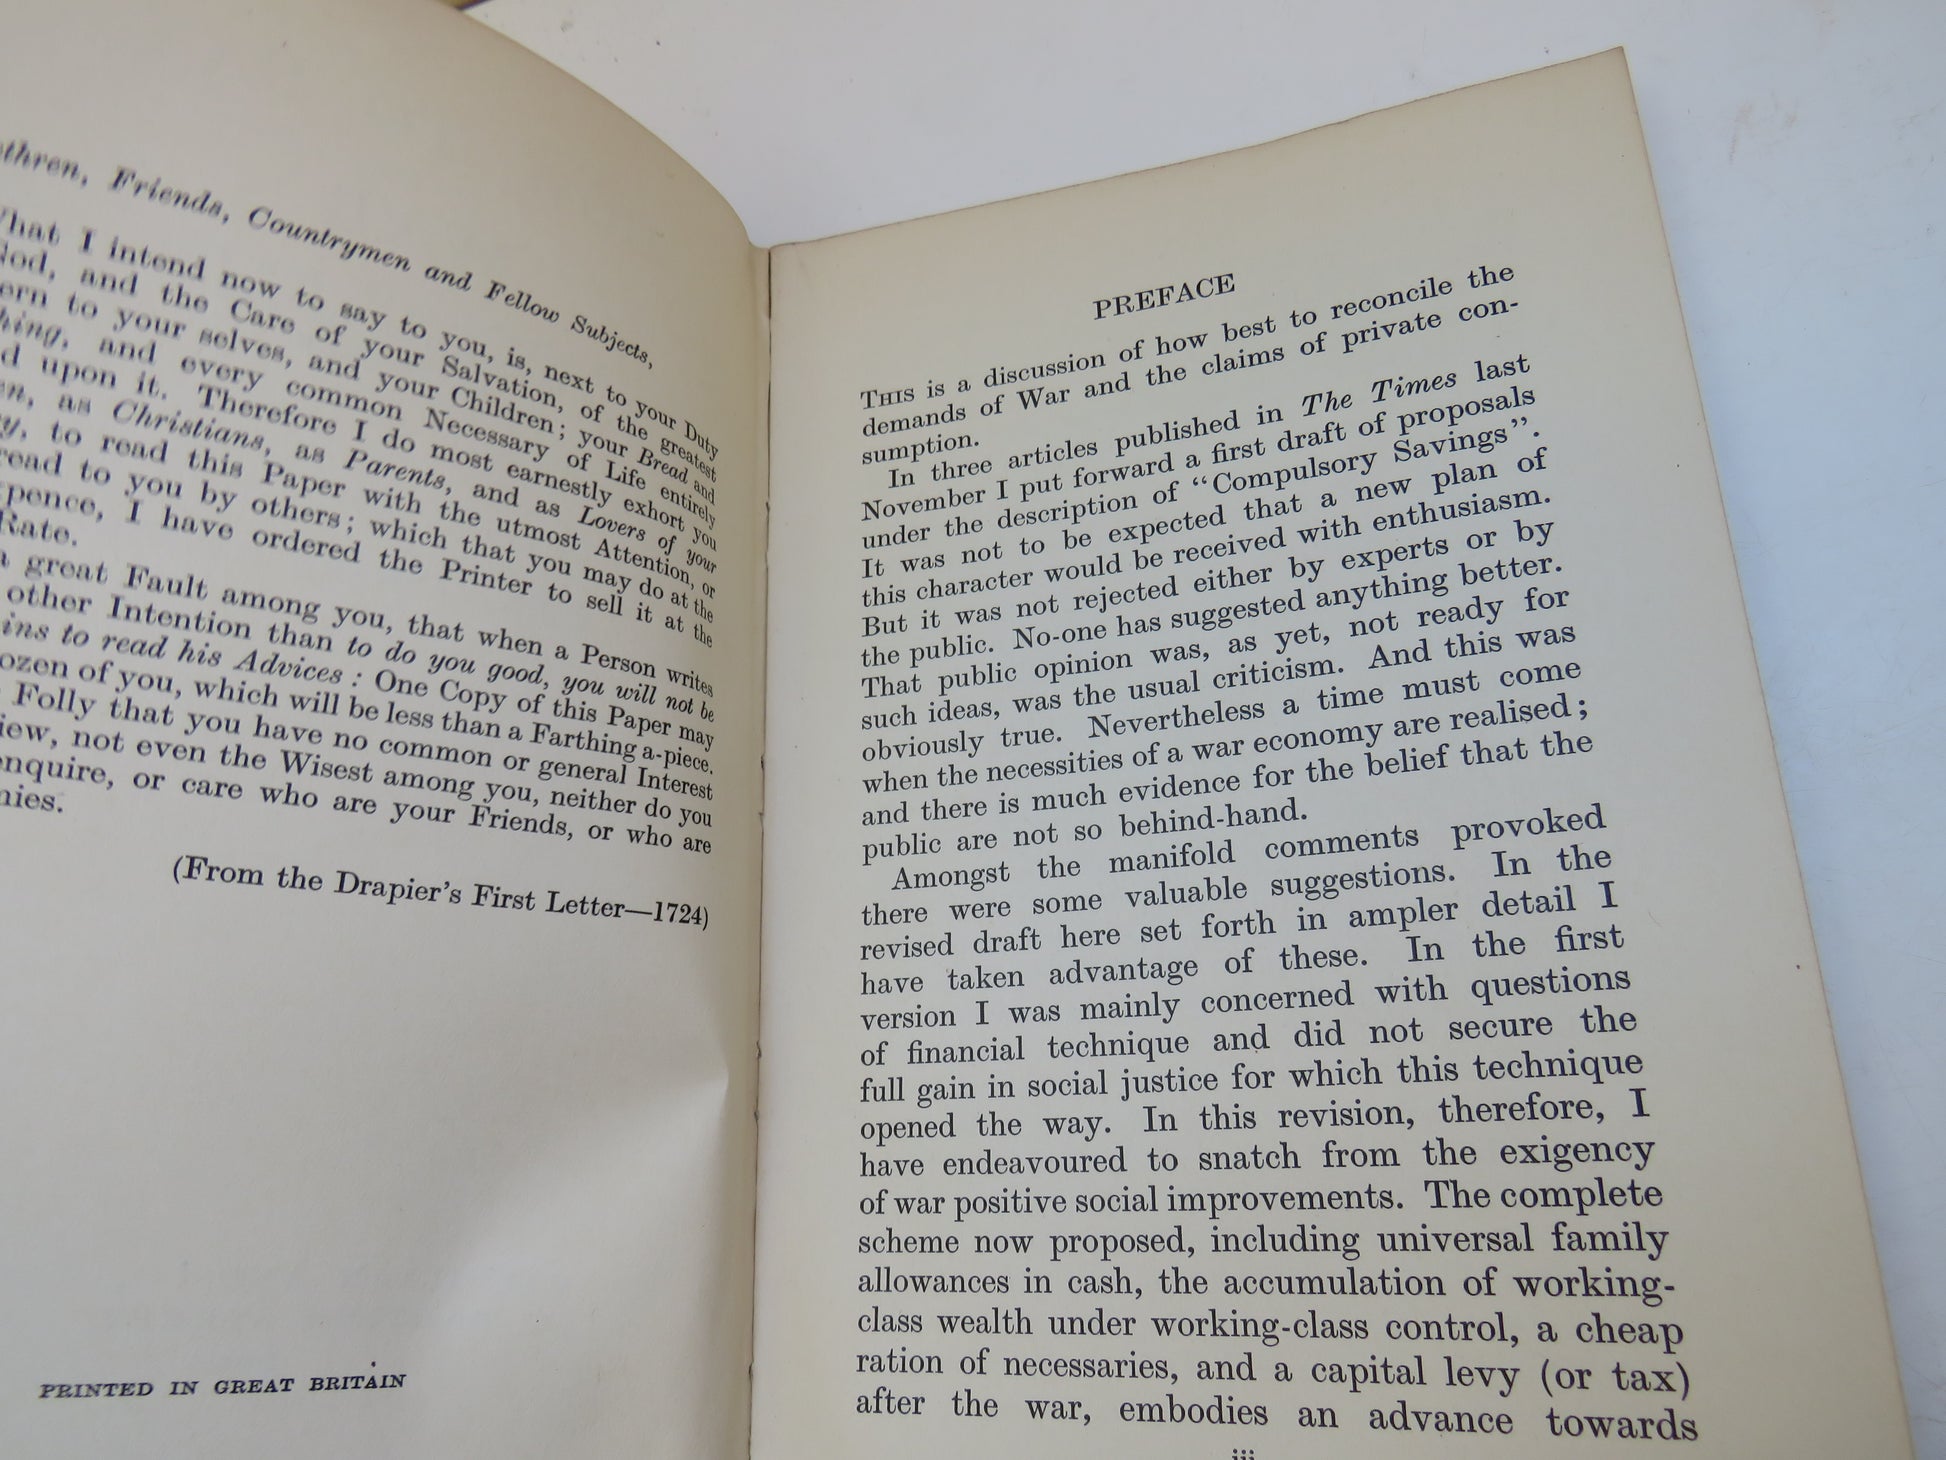 Friends, Countrymen and Fellow Subjects,
I intend now to say to you, is, next to your Duty
and the Care of your Salvation, of the greatest
to your selves, and your Children; your Bread and
and every common Necessary of Life entirely
upon it. Therefore I do most earnestly exhort you
as Christians, as Parents, and as Lovers of your
to read this Paper with the utmost Attention, or
to you by others; which that you may do at the
I have ordered the Printer to sell it at the
Rate.
a great Fault among you, that when a Person writes
other Intention than to do you good, you will not be
to read his Advices: One Copy of this Paper may
of you, which will be less than a Farthing a-piece.
Folly that you have no common or general Interest
not even the Wisest among you, neither do you
enquire, or care who are your Friends, or who are
(From the Drapier's First Letter—1724)
PRINTED IN GREAT BRITAIN
PREFACE
THIS is a discussion of how best to reconcile the
demands of War and the claims of private con-
sumption.
In three articles published in The Times last
November I put forward a first draft of proposals
under the description of "Compulsory Savings".
It was not to be expected that a new plan of
this character would be received with enthusiasm.
But it was not rejected either by experts or by
the public. No-one has suggested anything better.
That public opinion was, as yet, not ready for
such ideas, was the usual criticism. And this was
obviously true. Nevertheless a time must come
when the necessities of a war economy are realised;
and there is much evidence for the belief that the
public are not so behind-hand.
Amongst the manifold comments provoked
there were some valuable suggestions. In the
revised draft here set forth in ampler detail I
have taken advantage of these. In the first
version I was mainly concerned with questions
of financial technique and did not secure the
full gain in social justice for which this technique
opened the way. In this revision, therefore, I
have endeavoured to snatch from the exigency
of war positive social improvements. The complete
scheme now proposed, including universal family
allowances in cash, the accumulation of working-
class wealth under working-class control, a cheap
ration of necessaries, and a capital levy (or tax)
after the war, embodies an advance towards
iii